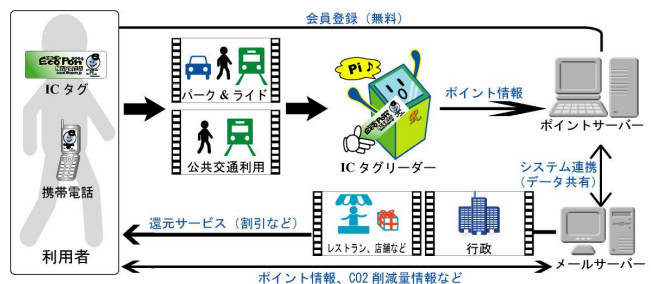 会員登録（無料）
EcoPon
ICタグ
携帯電話
利用者
パーク＆ライド
公共交通利用
Pi♪
ICタグリーダー
ポイント情報
ポイントサーバー
システム連携
（データ共有）
還元サービス（割引など）
レストラン、店舗など
行政
メールサーバー
ポイント情報、CO2削減量情報など